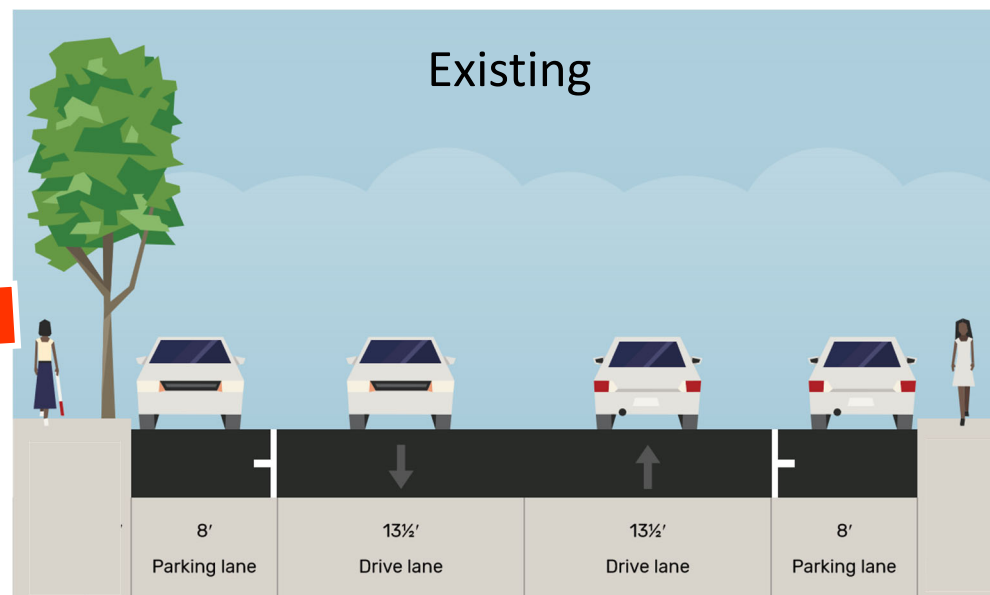 Existing
8′
13½′
13½′
8′
Parking lane
Drive lane
Drive lane
Parking lane